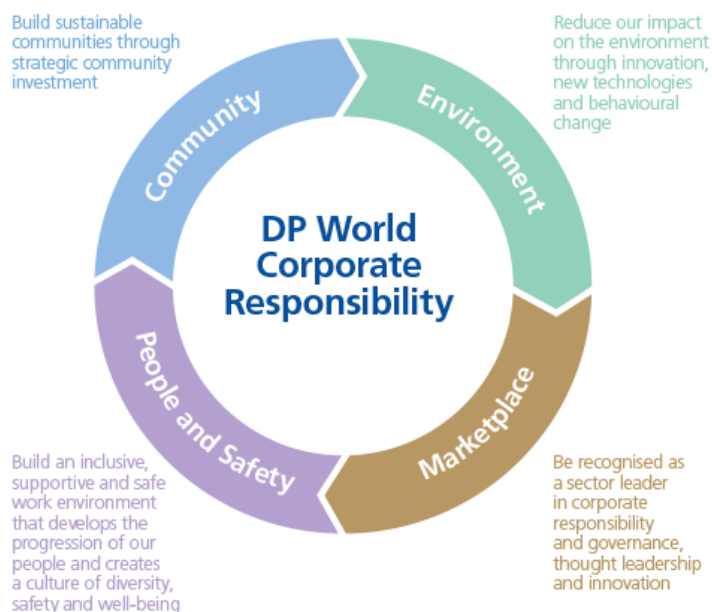 Build sustainable
communities through
strategic community
investment
Reduce our impact
on the environment
through innovation,
new technologies
and behavioural
change
Community
Environment
DP World
Corporate
Responsibility
People and Safety
Marketplace
Build an inclusive,
supportive and safe
work environment
that develops the
progression of our
people and creates
a culture of diversity,
safety and well-being
Be recognised as
a sector leader
in corporate
responsibility
and governance,
thought leadership
and innovation